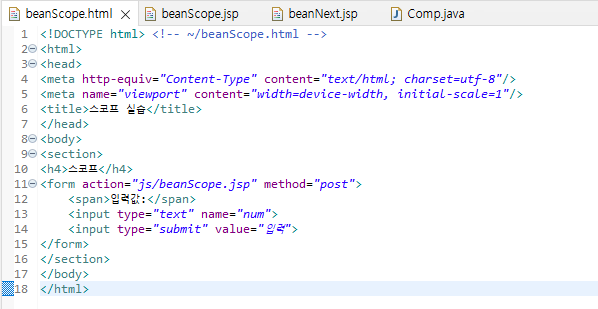 beanScope.html beanScope.jsp beanNext.jsp Comp.java
1 <!DOCTYPE html> <!-- ~/beanScope.html -->
2 <html>
3 <head>
4 <meta http-equiv="Content-Type" content="text/html; charset=utf-8"/>
5 <meta name="viewport" content="width=device-width, initial-scale=1"/>
6 <title>스코프 실습</title>
7 </head>
8 <body>
9 <section>
10 <h4>스코프</h4>
11 <form action="js/beanScope.jsp" method="post">
12 <span>입력값:</span>
13 <input type="text" name="num">
14 <input type="submit" value="입력">
15 </form>
16 </section>
17 </body>
18 </html>